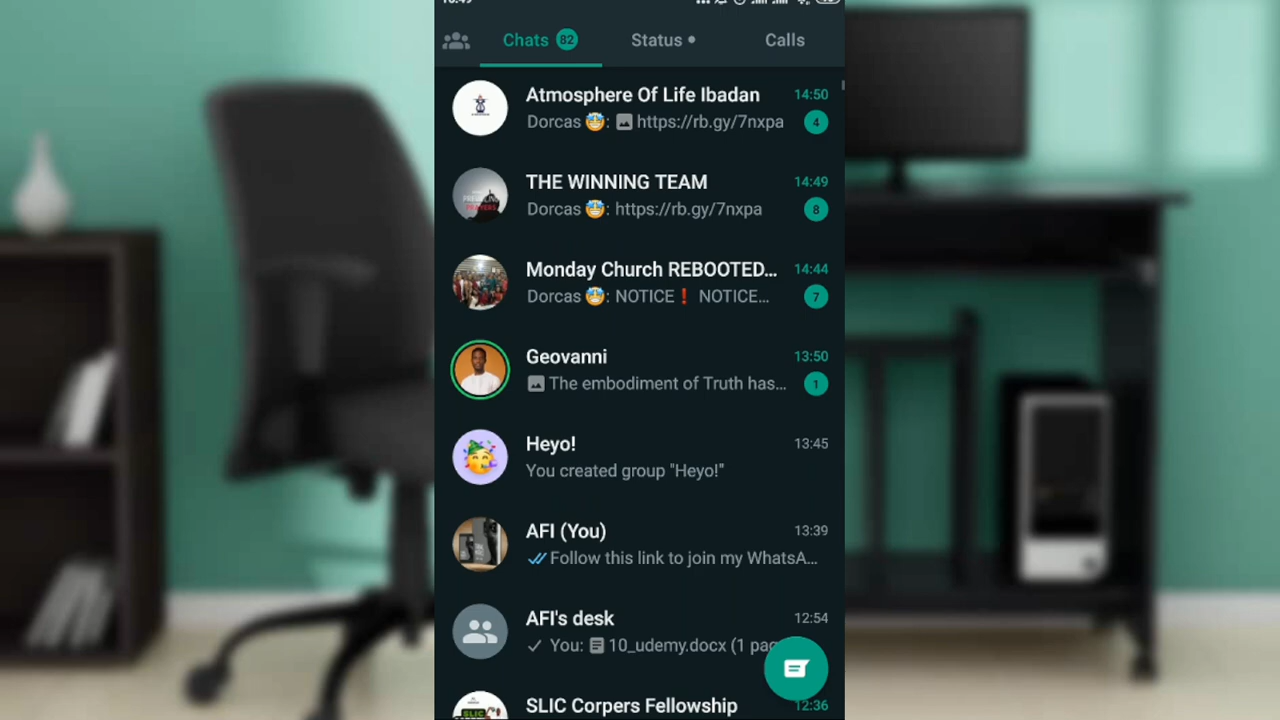 Chats 82 Status Calls
Atmosphere Of Life Ibadan 14:50
Dorcas 🤩: https://rb.gy/7nxpa 4
THE WINNING TEAM 14:49
Dorcas 🤩: https://rb.gy/7nxpa 8
Monday Church REBOOTED... 14:44
Dorcas 🤩: NOTICE❗ NOTICE... 7
Geovanni 13:50
The embodiment of Truth has... 1
Heyo! 13:45
You created group "Heyo!"
AFI (You) 13:39
Follow this link to join my WhatsA...
AFI's desk 12:54
You: 10_udemy.docx (1 pag
SLIC Corpers Fellowship 12:36
SLIC